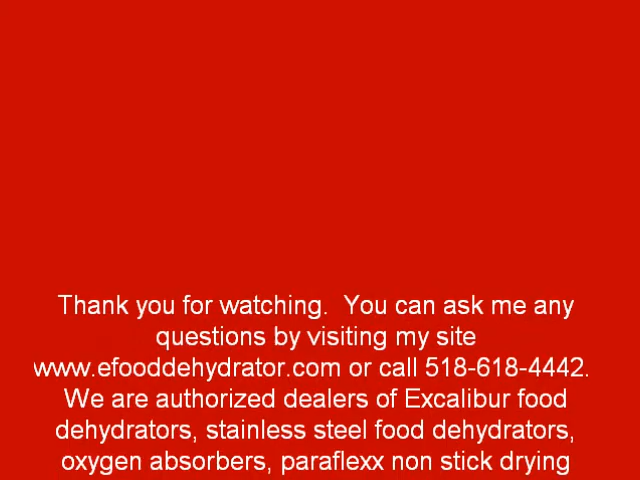 Thank you for watching.  You can ask me any
questions by visiting my site
www.efooddehydrator.com or call 518-618-4442.
We are authorized dealers of Excalibur food
dehydrators, stainless steel food dehydrators,
oxygen absorbers, paraflexx non stick drying